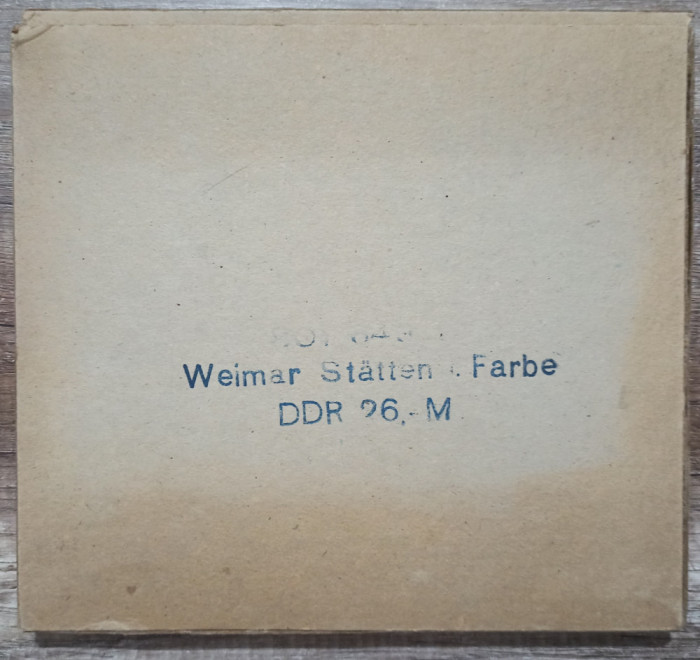 Weimar Stätten . Farbe
DDR 26,- M